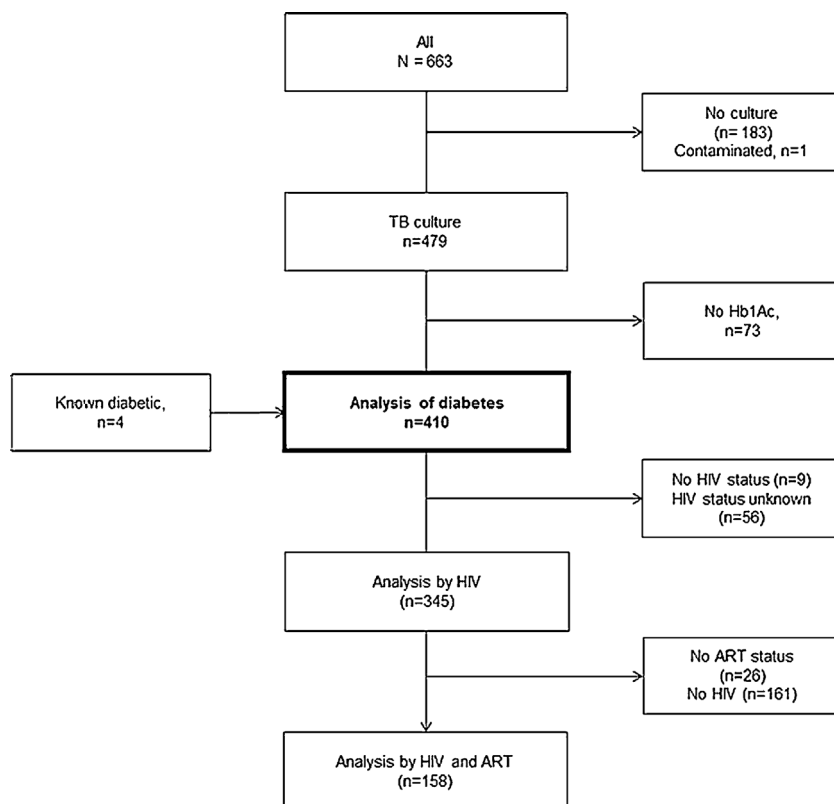 All
N = 663
No culture
(n= 183)
Contaminated, n=1
TB culture
n=479
No Hb1Ac,
n=73
Known diabetic,
n=4
Analysis of diabetes
n=410
No HIV status (n=9)
HIV status unknown
(n=56)
Analysis by HIV
(n=345)
No ART status
(n=26)
No HIV (n=161)
Analysis by HIV and ART
(n=158)